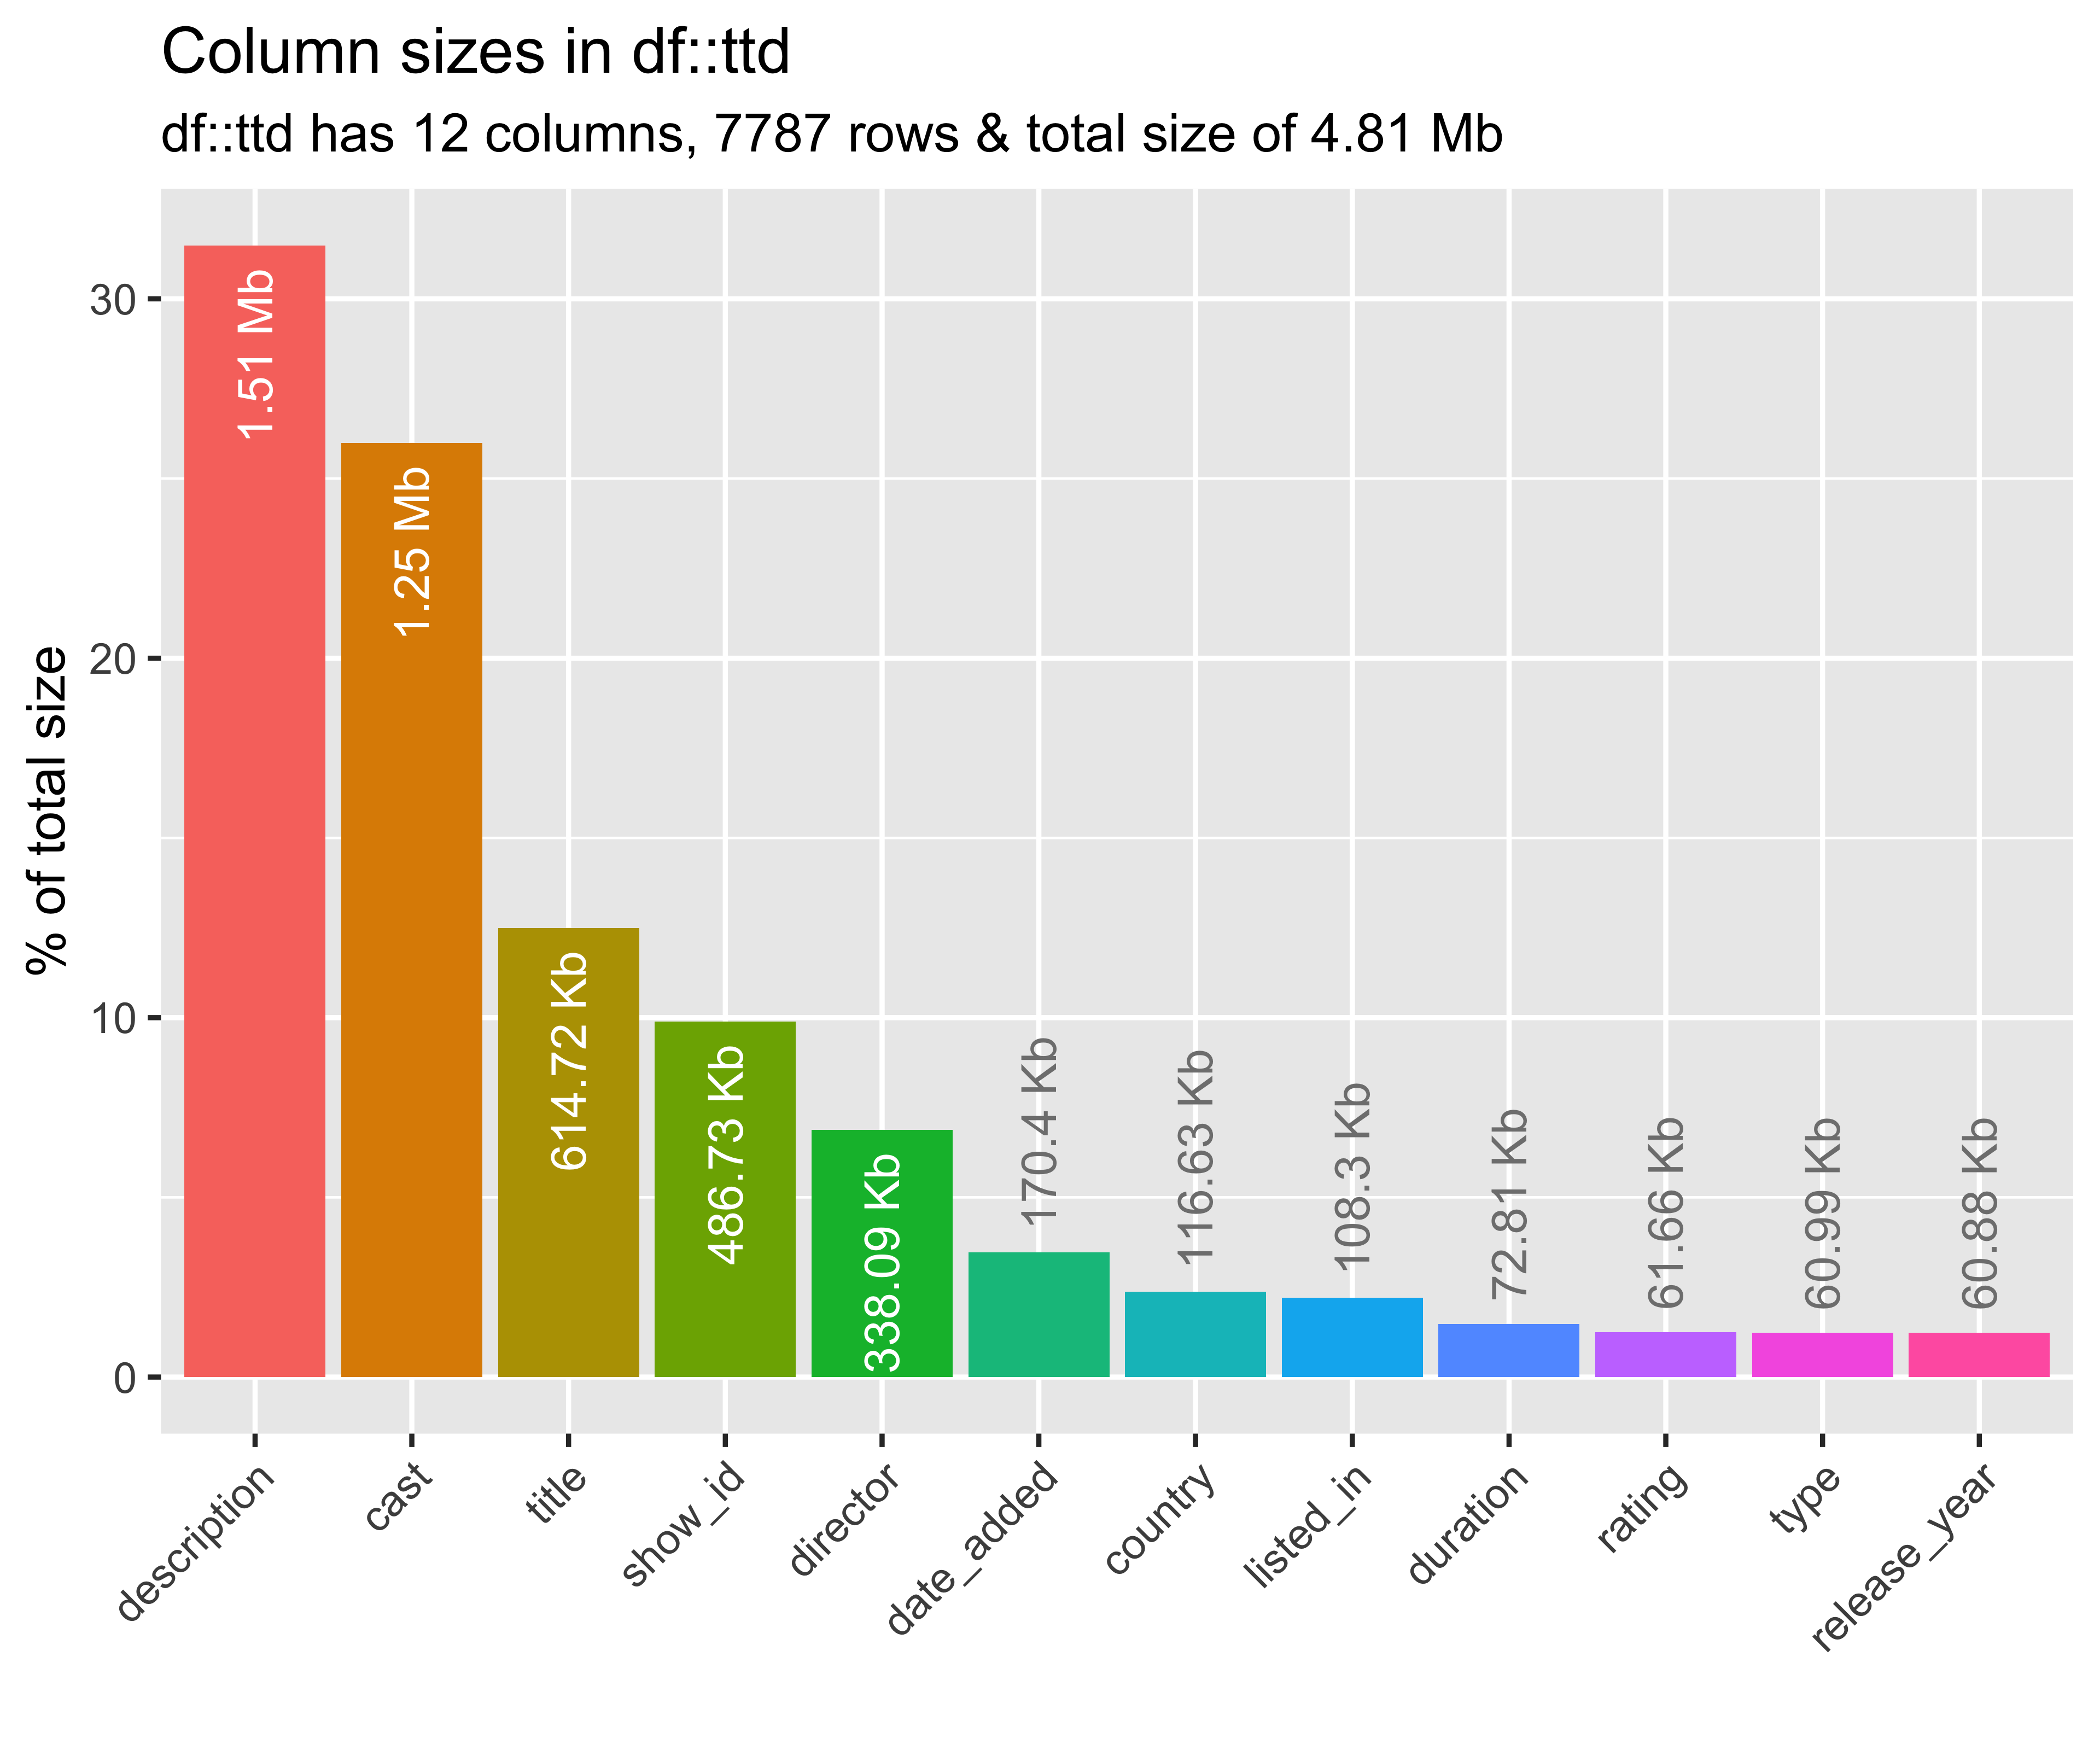 Column sizes in df::ttd
df::ttd has 12 columns, 7787 rows & total size of 4.81 Mb
% of total size
30
20
10
0
1.51 Mb
1.25 Mb
614.72 Kb
486.73 Kb
338.09 Kb
170.4 Kb
116.63 Kb
108.3 Kb
72.81 Kb
61.66 Kb
60.99 Kb
60.88 Kb
description
cast
title
show_id
director
date_added
country
listed_in
duration
rating
type
release_year